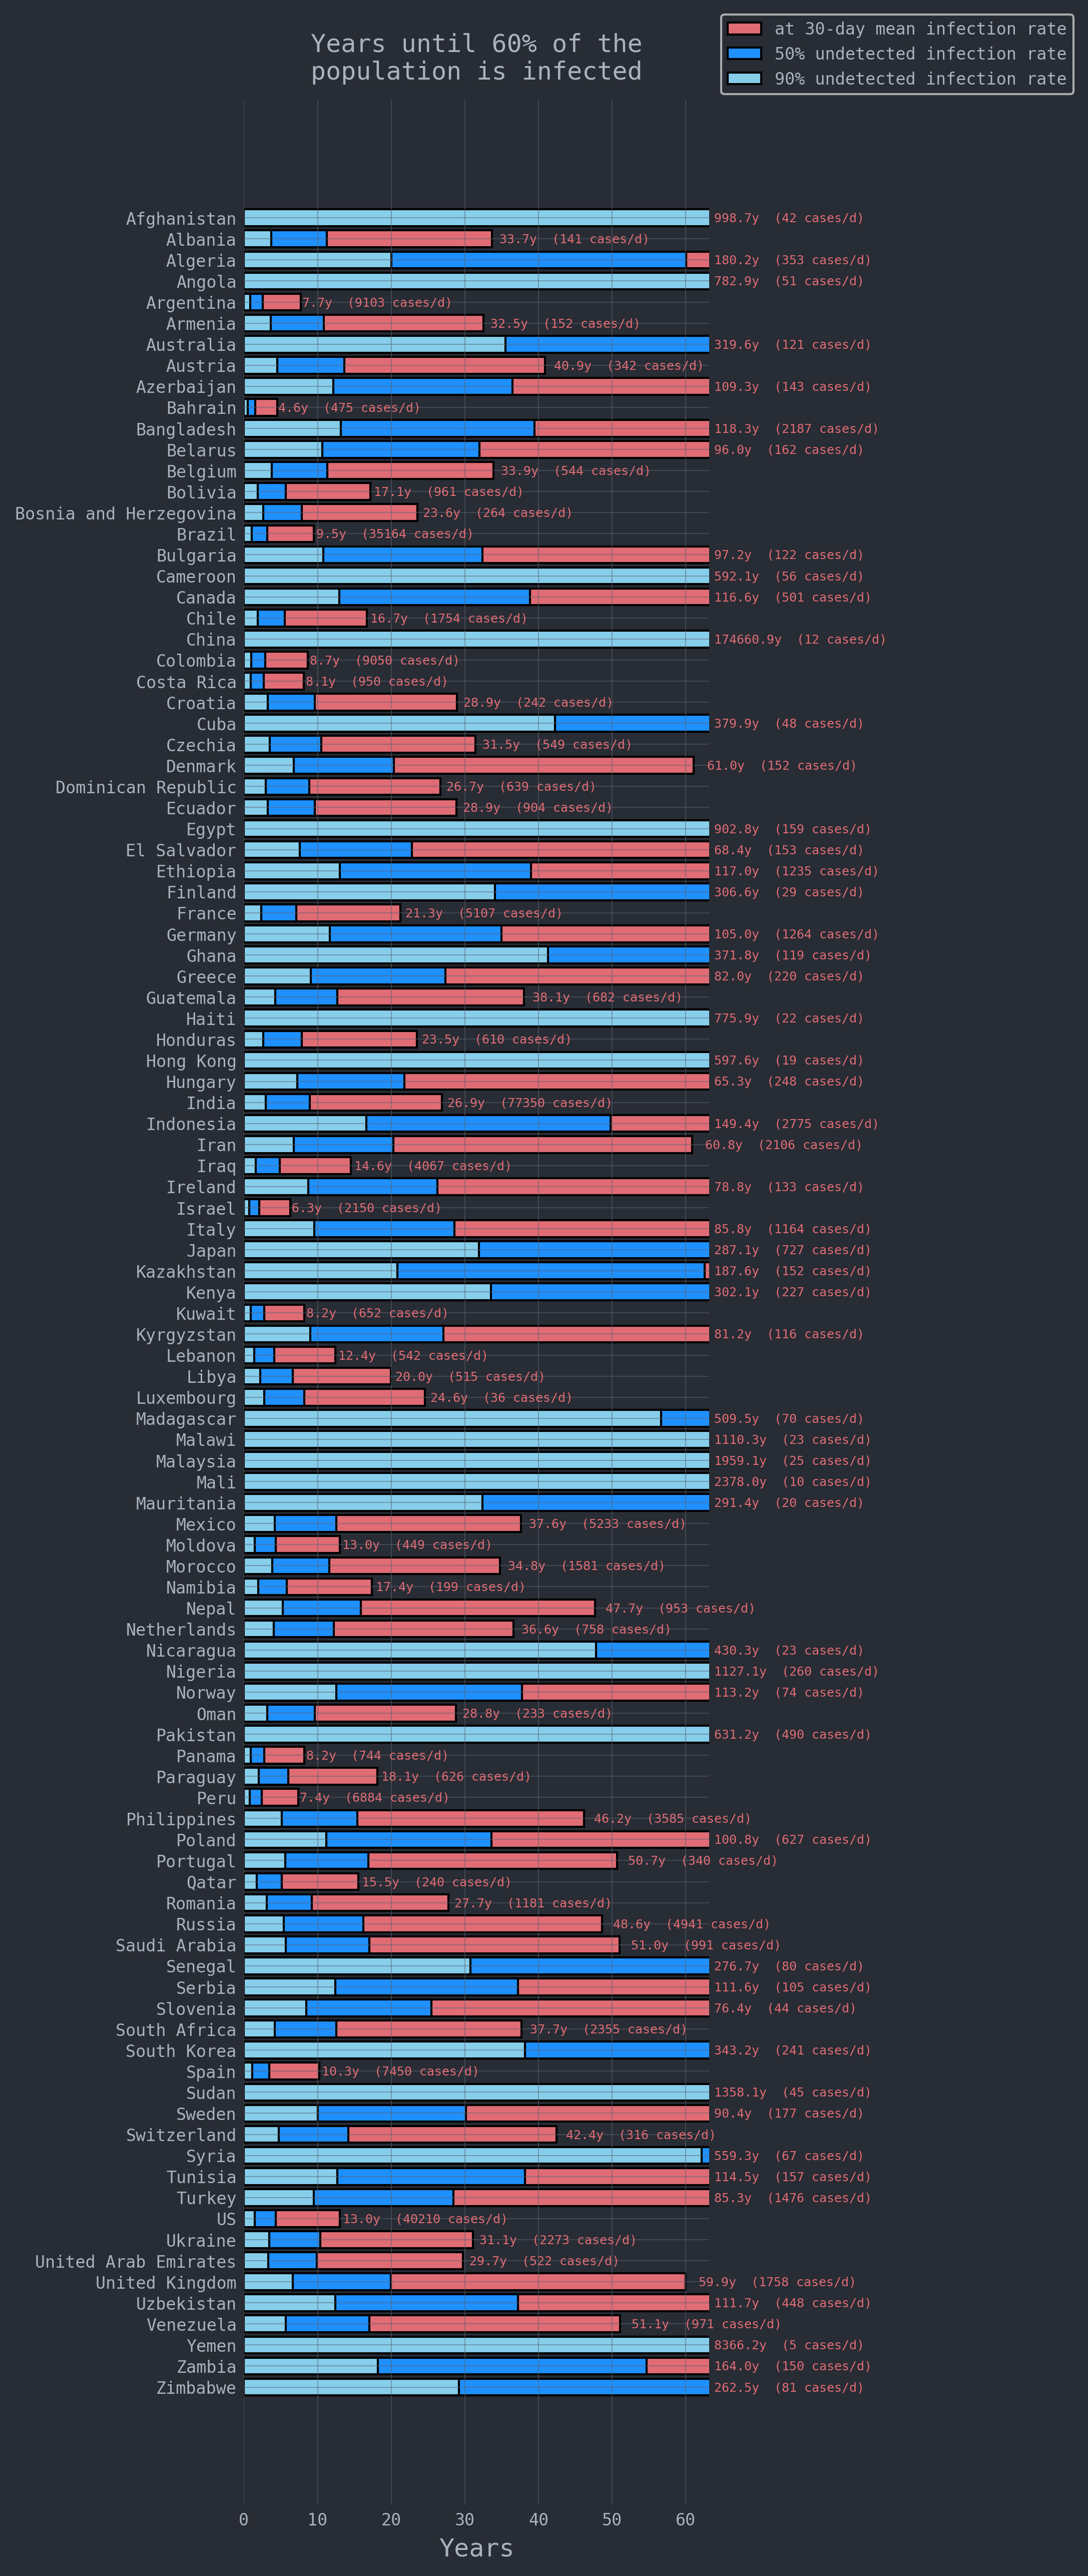 Years until 60% of the
population is infected
at 30-day mean infection rate
50% undetected infection rate
90% undetected infection rate
Afghanistan 998.7y (42 cases/d)
Albania 33.7y (141 cases/d)
Algeria 180.2y (353 cases/d)
Angola 782.9y (51 cases/d)
Argentina 7.7y (9103 cases/d)
Armenia 32.5y (152 cases/d)
Australia 319.6y (121 cases/d)
Austria 40.9y (342 cases/d)
Azerbaijan 109.3y (143 cases/d)
Bahrain 4.6y (475 cases/d)
Bangladesh 118.3y (2187 cases/d)
Belarus 96.0y (162 cases/d)
Belgium 33.9y (544 cases/d)
Bolivia 17.1y (961 cases/d)
Bosnia and Herzegovina 23.6y (264 cases/d)
Brazil 9.5y (35164 cases/d)
Bulgaria 97.2y (122 cases/d)
Cameroon 592.1y (56 cases/d)
Canada 116.6y (501 cases/d)
Chile 16.7y (1754 cases/d)
China 174660.9y (12 cases/d)
Colombia 8.7y (9050 cases/d)
Costa Rica 8.1y (950 cases/d)
Croatia 28.9y (242 cases/d)
Cuba 379.9y (48 cases/d)
Czechia 31.5y (549 cases/d)
Denmark 61.0y (152 cases/d)
Dominican Republic 26.7y (639 cases/d)
Ecuador 28.9y (904 cases/d)
Egypt 902.8y (159 cases/d)
El Salvador 68.4y (153 cases/d)
Ethiopia 117.0y (1235 cases/d)
Finland 306.6y (29 cases/d)
France 21.3y (5107 cases/d)
Germany 105.0y (1264 cases/d)
Ghana 371.8y (119 cases/d)
Greece 82.0y (220 cases/d)
Guatemala 38.1y (682 cases/d)
Haiti 775.9y (22 cases/d)
Honduras 23.5y (610 cases/d)
Hong Kong 597.6y (19 cases/d)
Hungary 65.3y (248 cases/d)
India 26.9y (77350 cases/d)
Indonesia 149.4y (2775 cases/d)
Iran 60.8y (2106 cases/d)
Iraq 14.6y (4067 cases/d)
Ireland 78.8y (133 cases/d)
Israel 6.3y (2150 cases/d)
Italy 85.8y (1164 cases/d)
Japan 287.1y (727 cases/d)
Kazakhstan 187.6y (152 cases/d)
Kenya 302.1y (227 cases/d)
Kuwait 8.2y (652 cases/d)
Kyrgyzstan 81.2y (116 cases/d)
Lebanon 12.4y (542 cases/d)
Libya 20.0y (515 cases/d)
Luxembourg 24.6y (36 cases/d)
Madagascar 509.5y (70 cases/d)
Malawi 1110.3y (23 cases/d)
Malaysia 1959.1y (25 cases/d)
Mali 2378.0y (10 cases/d)
Mauritania 291.4y (20 cases/d)
Mexico 37.6y (5233 cases/d)
Moldova 13.0y (449 cases/d)
Morocco 34.8y (1581 cases/d)
Namibia 17.4y (199 cases/d)
Nepal 47.7y (953 cases/d)
Netherlands 36.6y (758 cases/d)
Nicaragua 430.3y (23 cases/d)
Nigeria 1127.1y (260 cases/d)
Norway 113.2y (74 cases/d)
Oman 28.8y (233 cases/d)
Pakistan 631.2y (490 cases/d)
Panama 8.2y (744 cases/d)
Paraguay 18.1y (626 cases/d)
Peru 7.4y (6884 cases/d)
Philippines 46.2y (3585 cases/d)
Poland 100.8y (627 cases/d)
Portugal 50.7y (340 cases/d)
Qatar 15.5y (240 cases/d)
Romania 27.7y (1181 cases/d)
Russia 48.6y (4941 cases/d)
Saudi Arabia 51.0y (991 cases/d)
Senegal 276.7y (80 cases/d)
Serbia 111.6y (105 cases/d)
Slovenia 76.4y (44 cases/d)
South Africa 37.7y (2355 cases/d)
South Korea 343.2y (241 cases/d)
Spain 10.3y (7450 cases/d)
Sudan 1358.1y (45 cases/d)
Sweden 90.4y (177 cases/d)
Switzerland 42.4y (316 cases/d)
Syria 559.3y (67 cases/d)
Tunisia 114.5y (157 cases/d)
Turkey 85.3y (1476 cases/d)
US 13.0y (40210 cases/d)
Ukraine 31.1y (2273 cases/d)
United Arab Emirates 29.7y (522 cases/d)
United Kingdom 59.9y (1758 cases/d)
Uzbekistan 111.7y (448 cases/d)
Venezuela 51.1y (971 cases/d)
Yemen 8366.2y (5 cases/d)
Zambia 164.0y (150 cases/d)
Zimbabwe 262.5y (81 cases/d)
0 10 20 30 40 50 60
Years